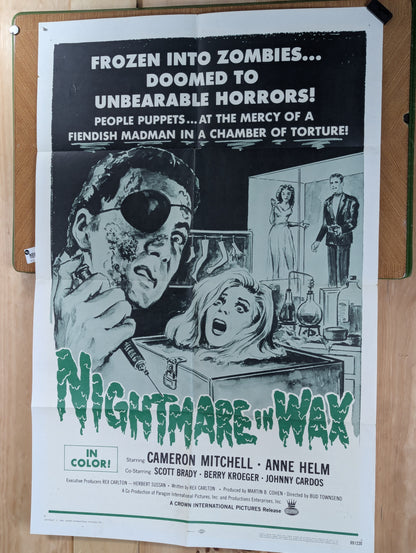 FROZEN INTO ZOMBIES...
DOOMED TO
UNBEARABLE HORRORS!
PEOPLE PUPPETS...AT THE MERCY OF A
FIENDISH MADMAN IN A CHAMBER OF TORTURE!
NIGHTMARE IN WAX
IN
COLOR!
Starring CAMERON MITCHELL · ANNE HELM
Co-Starring SCOTT BRADY · BERRY KROEGER · JOHNNY CARDOS
Executive Producers REX CARLTON — HERBERT SUSSAN · Written by REX CARLTON · Produced by MARTIN B. COHEN · Directed by BUD TOWNSEND
A Co-Production of Paragon International Pictures, Inc. and Productions Enterprises, Inc.
A CROWN INTERNATIONAL PICTURES Release